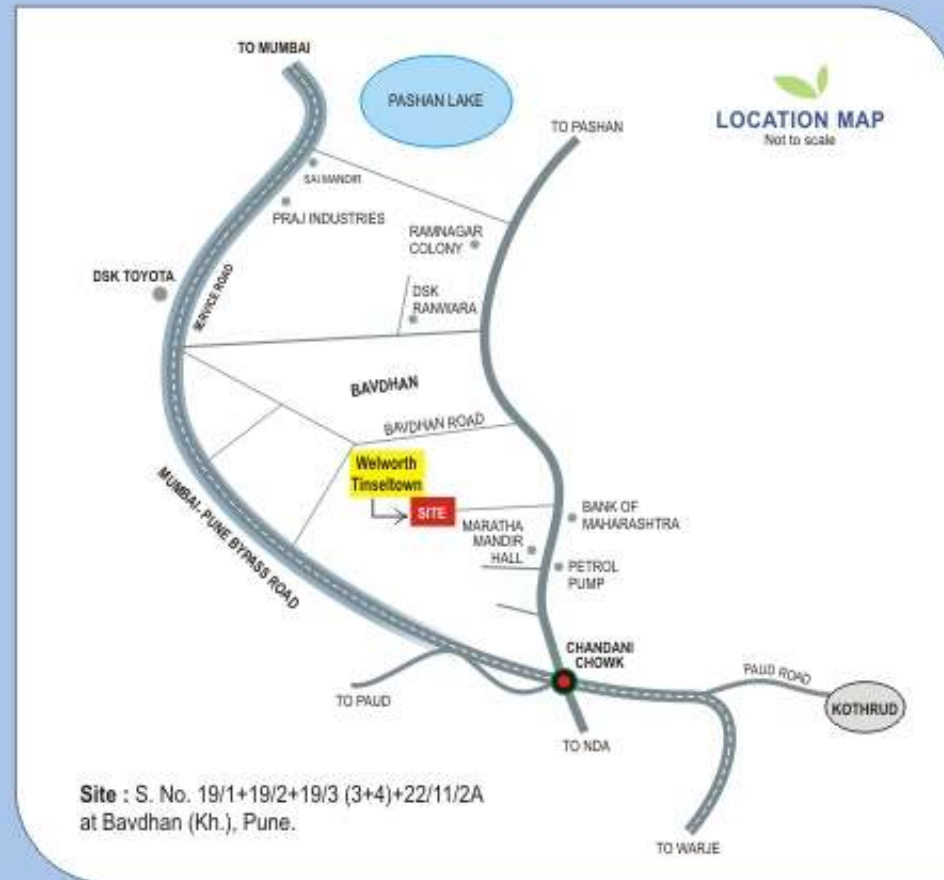 TO MUMBAI
PASHAN LAKE
LOCATION MAP
Not to scale
TO PASHAN
SAI MANDIR
PRAJ INDUSTRIES
RAMNAGAR
COLONY
DSK TOYOTA
SERVICE ROAD
DSK
RANWARA
BAVDHAN
BAVDHAN ROAD
Welworth
Tinseltown
SITE
MUMBAI- PUNE BYPASS ROAD
MARATHA
MANDIR
HALL
BANK OF
MAHARASHTRA
PETROL
PUMP
CHANDANI
CHOWK
PAUD ROAD
KOTHRUD
TO PAUD
TO NDA
Site : S. No. 19/1+19/2+19/3 (3+4)+22/11/2A
at Bavdhan (Kh.), Pune.
TO WARJE